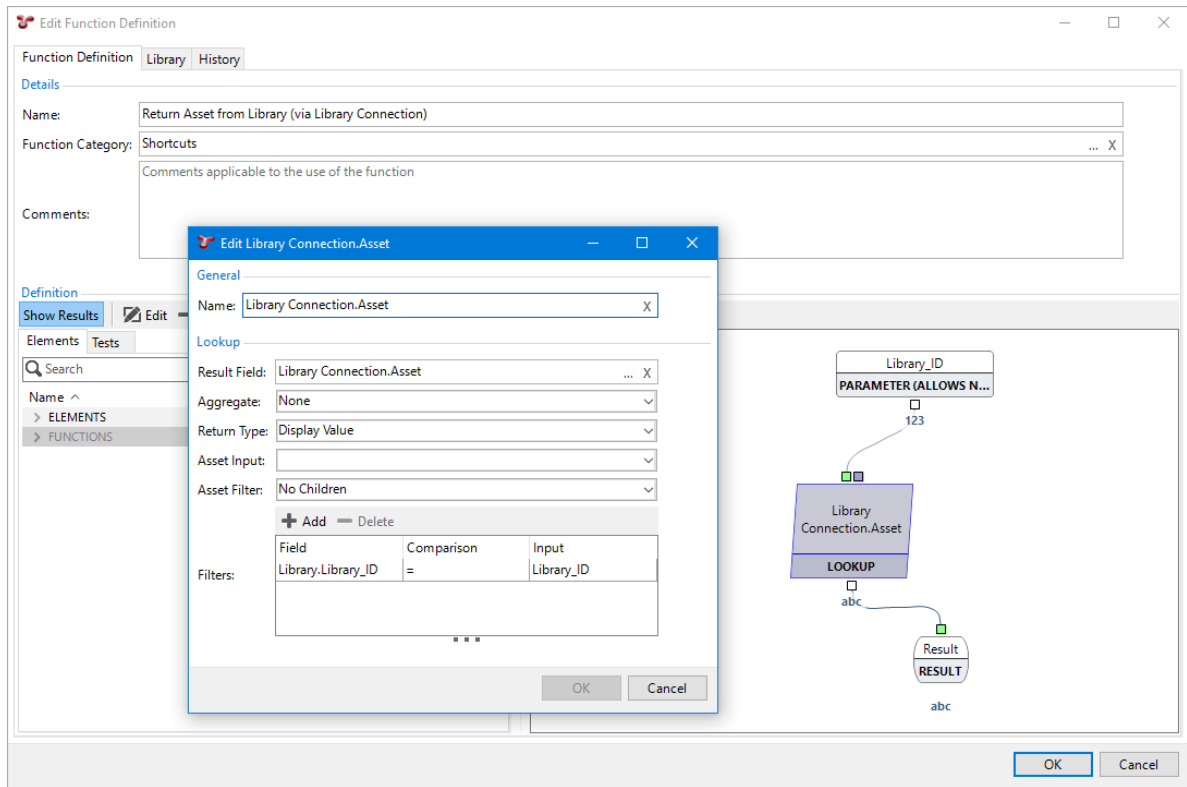 Edit Function Definition
Function Definition Library History
Details
Name: Return Asset from Library (via Library Connection)
Function Category: Shortcuts ... X
Comments applicable to the use of the function
Comments:
Edit Library Connection.Asset
General
Name: Library Connection.Asset X
Lookup
Result Field: Library Connection.Asset ... X
Aggregate: None
Return Type: Display Value
Asset Input:
Asset Filter: No Children
Add Delete
Field Comparison Input
Library.Library_ID = Library_ID
Filters:
OK Cancel
Definition
Show Results Edit
Elements Tests
Search
Name
ELEMENTS
FUNCTIONS
Library_ID
PARAMETER (ALLOWS N...
123
Library
Connection.Asset
LOOKUP
abc
Result
RESULT
abc
OK Cancel